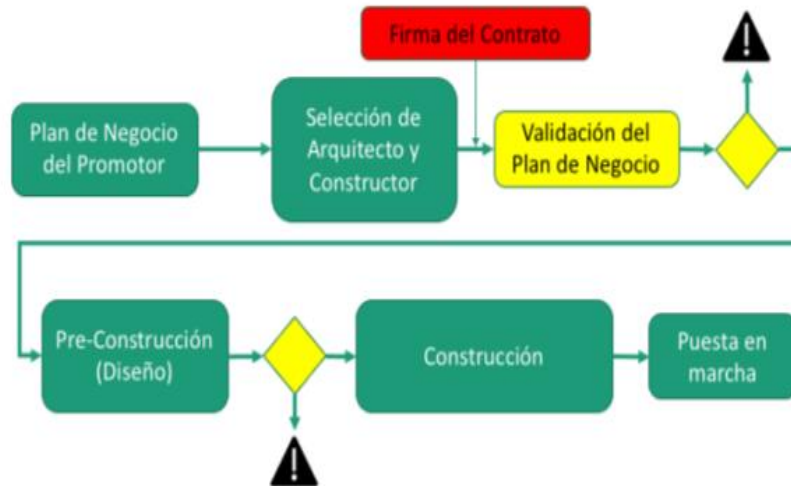 Firma del Contrato
Plan de Negocio
del Promotor
Selección de
Arquitecto y
Constructor
Validación del
Plan de Negocio
Pre-Construcción
(Diseño)
Construcción
Puesta en
marcha